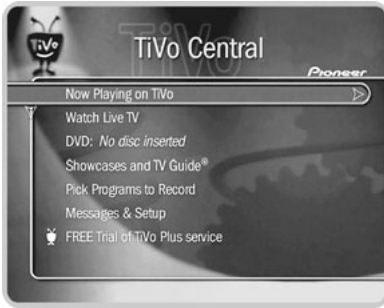 TiVo
TiVo Central
Pioneer
Now Playing on TiVo
Watch Live TV
DVD: No disc inserted
Showcases and TV Guide®
Pick Programs to Record
Messages & Setup
FREE Trial of TiVo Plus service